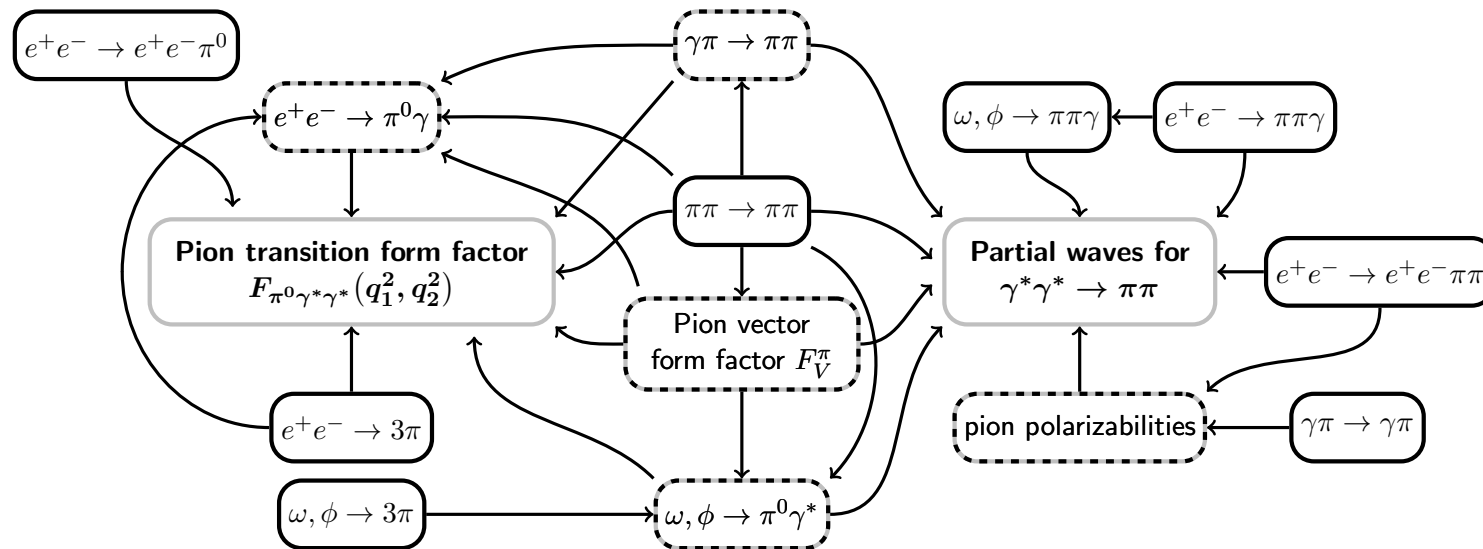 e⁺e⁻ → e⁺e⁻π⁰
γπ → ππ
e⁺e⁻ → π⁰γ
ω, ϕ → ππγ
e⁺e⁻ → ππγ
ππ → ππ
Pion transition form factor
F_{π⁰γ*γ*}(q₁², q₂²)
Partial waves for
γ*γ* → ππ
e⁺e⁻ → e⁺e⁻ππ
Pion vector
form factor F_V^π
e⁺e⁻ → 3π
pion polarizabilities
γπ → γπ
ω, ϕ → 3π
ω, ϕ → π⁰γ*